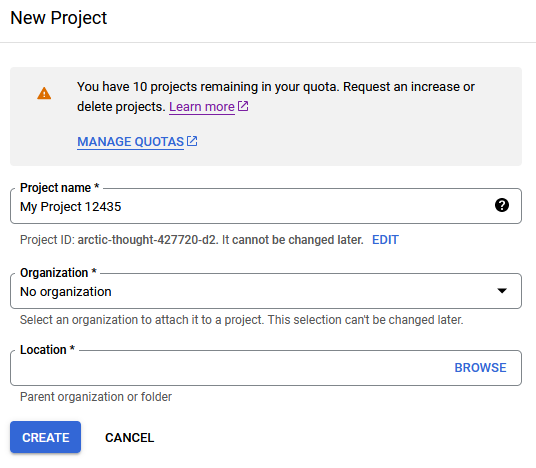 New Project
You have 10 projects remaining in your quota. Request an increase or
delete projects. Learn more
MANAGE QUOTAS
Project name *
My Project 12435
Project ID: arctic-thought-427720-d2. It cannot be changed later. EDIT
Organization *
No organization
Select an organization to attach it to a project. This selection can't be changed later.
Location *
BROWSE
Parent organization or folder
CREATE CANCEL